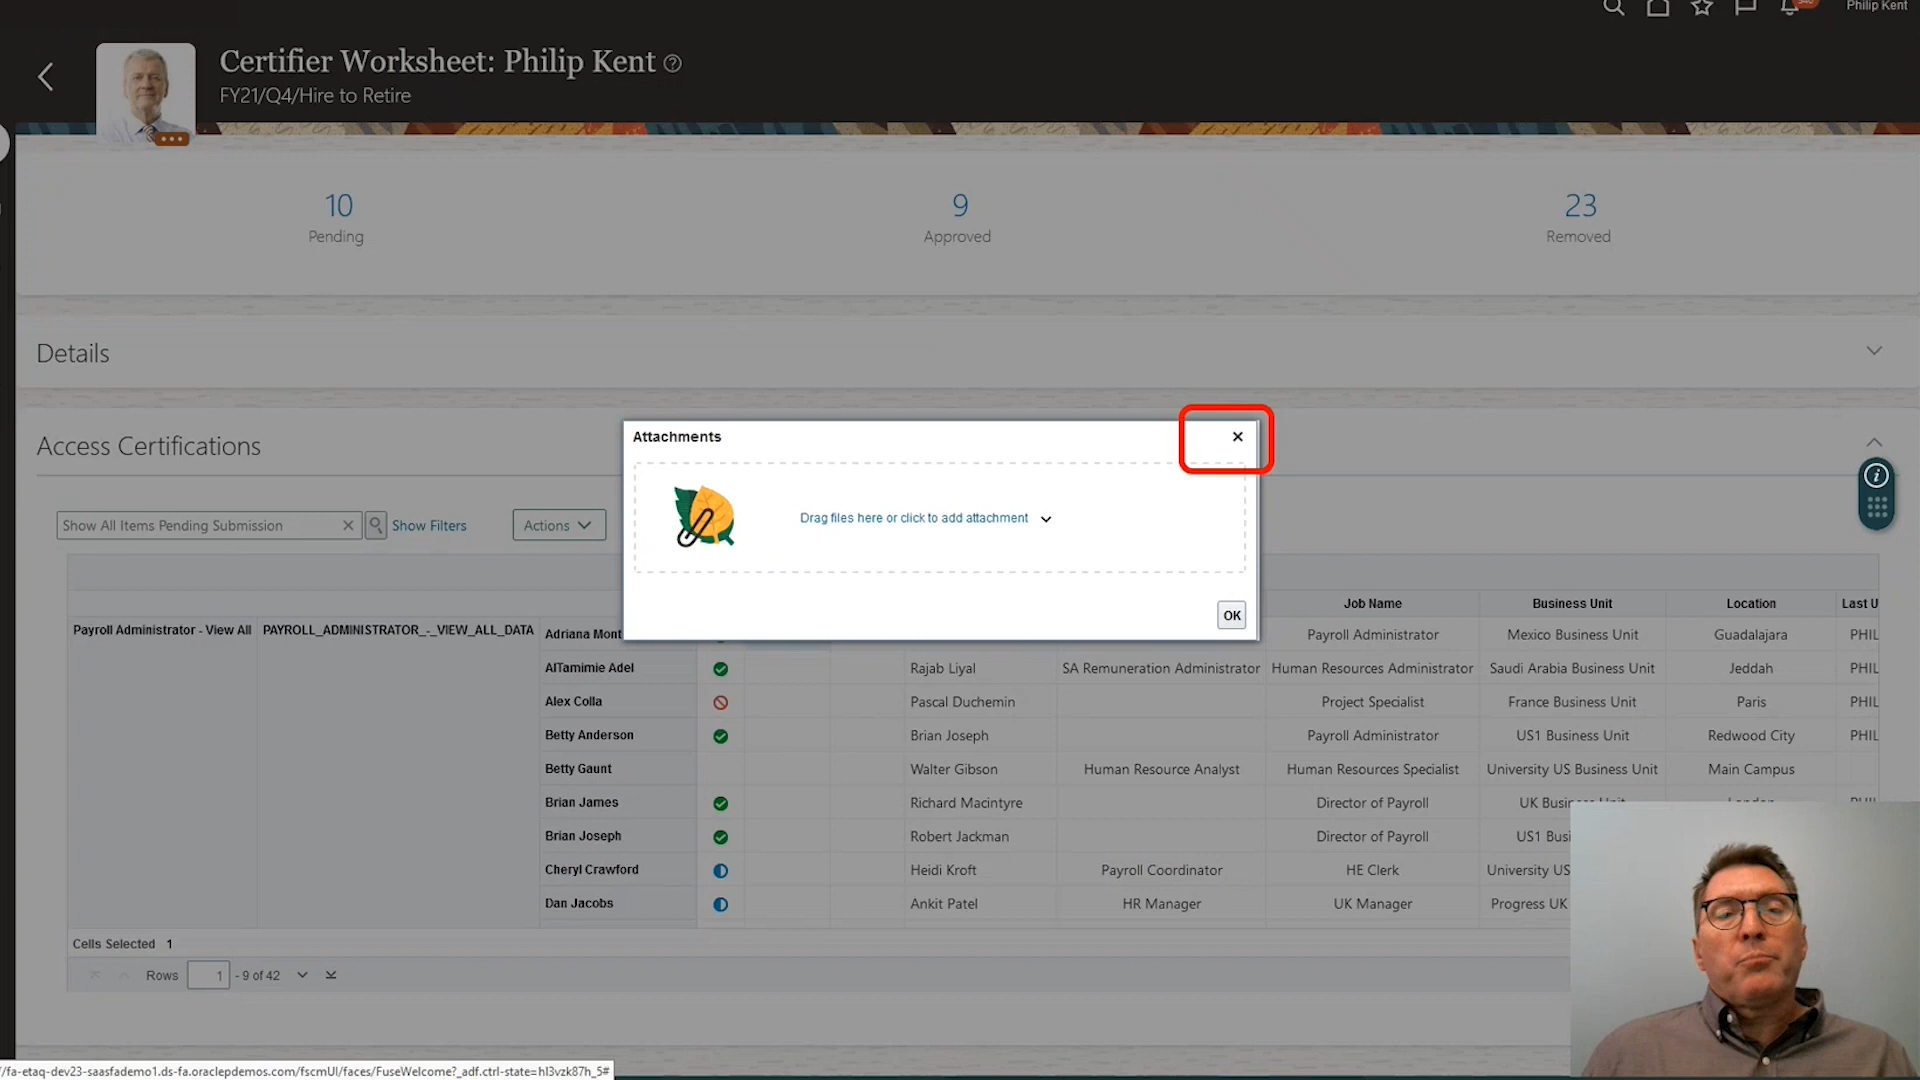 Philip Kent
Certifier Worksheet: Philip Kent
FY21/Q4/Hire to Retire
10 9 23
Pending Approved Removed
Details
Access Certifications
Attachments
Drag files here or click to add attachment
OK
Show All Items Pending Submission Show Filters Actions
Job Name Business Unit Location Last U
Payroll Administrator - View All PAYROLL_ADMINISTRATOR_-_VIEW_ALL_DATA Adriana Mont Payroll Administrator Mexico Business Unit Guadalajara PHIL
AlTamimie Adel Rajab Liyal SA Remuneration Administrator Human Resources Administrator Saudi Arabia Business Unit Jeddah PHIL
Alex Colla Pascal Duchemin Project Specialist France Business Unit Paris PHIL
Betty Anderson Brian Joseph Payroll Administrator US1 Business Unit Redwood City PHIL
Betty Gaunt Walter Gibson Human Resource Analyst Human Resources Specialist University US Business Unit Main Campus
Brian James Richard Macintyre Director of Payroll UK
Brian Joseph Robert Jackman Director of Payroll US1 Busi
Cheryl Crawford Heidi Kroft Payroll Coordinator HE Clerk University US
Dan Jacobs Ankit Patel HR Manager UK Manager Progress UK
Cells Selected 1
Rows 1 - 9 of 42
/fa-etaq-dev23-saasfademo1.ds-fa.oraclepdemos.com/fscmUI/faces/FuseWelcome?_adf.ctrl-state=hl3vzk87h_5#